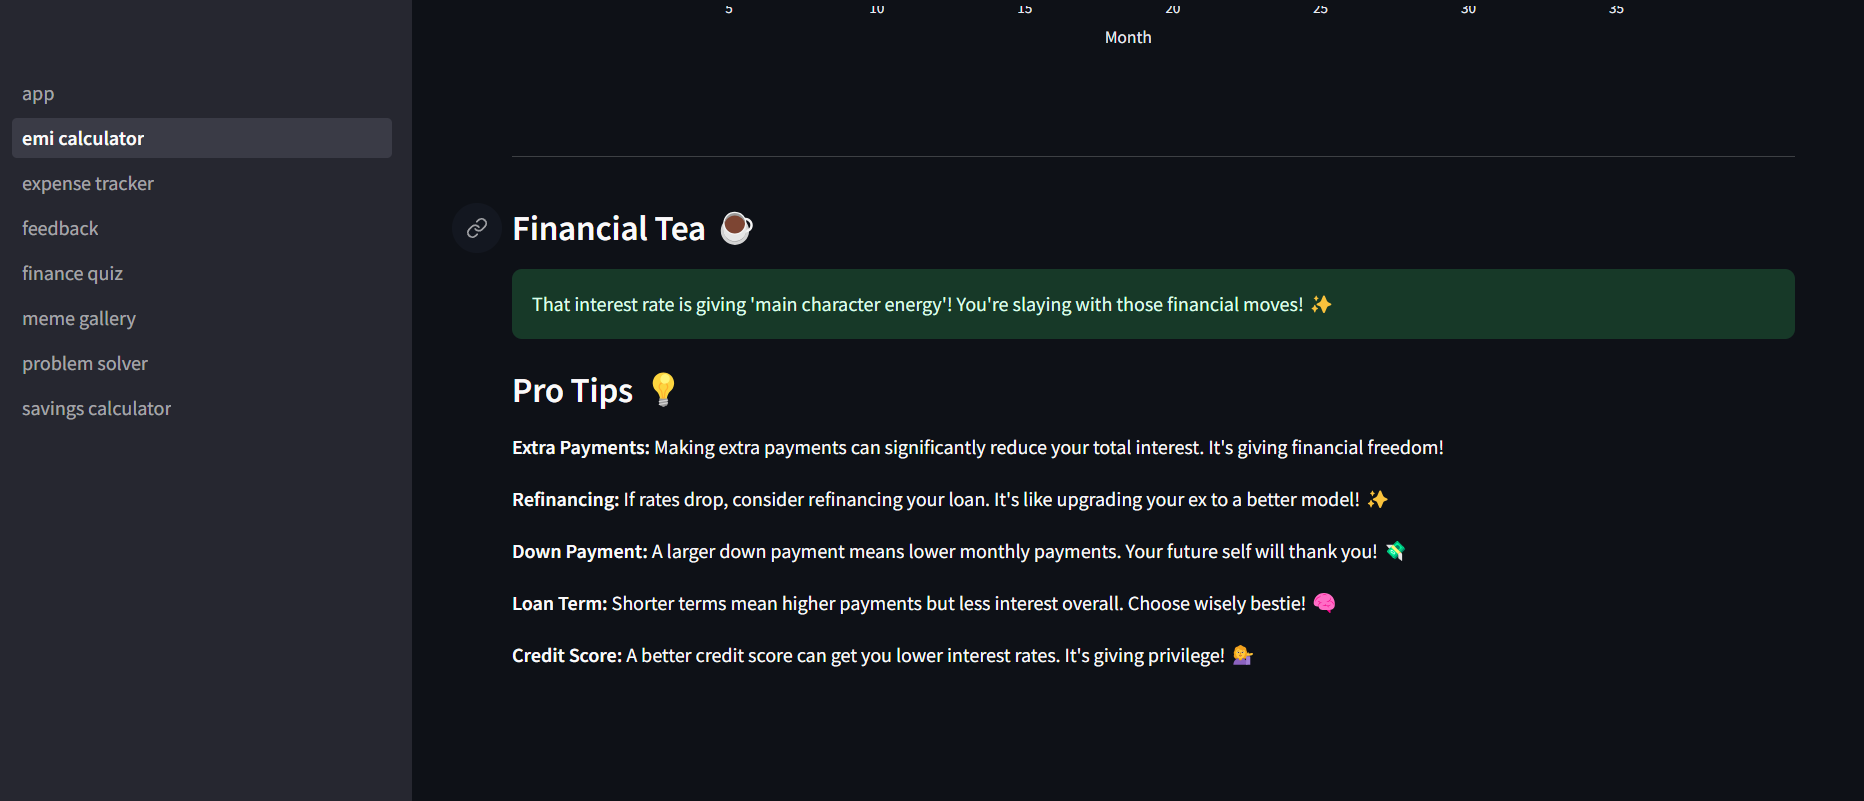 5 10 15 20 25 30 35
Month
app
emi calculator
expense tracker
feedback
finance quiz
meme gallery
problem solver
savings calculator
Financial Tea ☕
That interest rate is giving 'main character energy'! You're slaying with those financial moves! ✨
Pro Tips 💡
Extra Payments: Making extra payments can significantly reduce your total interest. It's giving financial freedom!
Refinancing: If rates drop, consider refinancing your loan. It's like upgrading your ex to a better model! ✨
Down Payment: A larger down payment means lower monthly payments. Your future self will thank you! 💸
Loan Term: Shorter terms mean higher payments but less interest overall. Choose wisely bestie! 🧠
Credit Score: A better credit score can get you lower interest rates. It's giving privilege! 💁